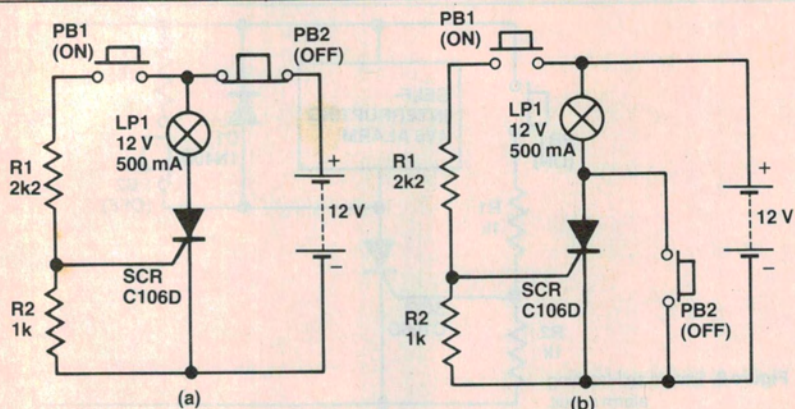 PB1
(ON)
PB2
(OFF)
LP1
12 V
500 mA
R1
2k2
+
12 V
–
SCR
C106D
R2
1k
(a)
PB1
(ON)
LP1
12 V
500 mA
R1
2k2
+
12 V
–
SCR
C106D
PB2
(OFF)
R2
1k
(b)